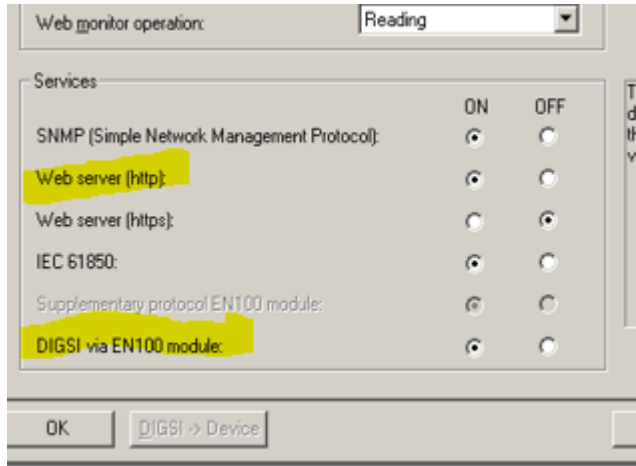 Web monitor operation: Reading
Services
ON OFF
SNMP (Simple Network Management Protocol):
Web server (http):
Web server (https):
IEC 61850:
Supplementary protocol EN100 module:
DIGSI via EN100 module:
OK DIGSI -> Device